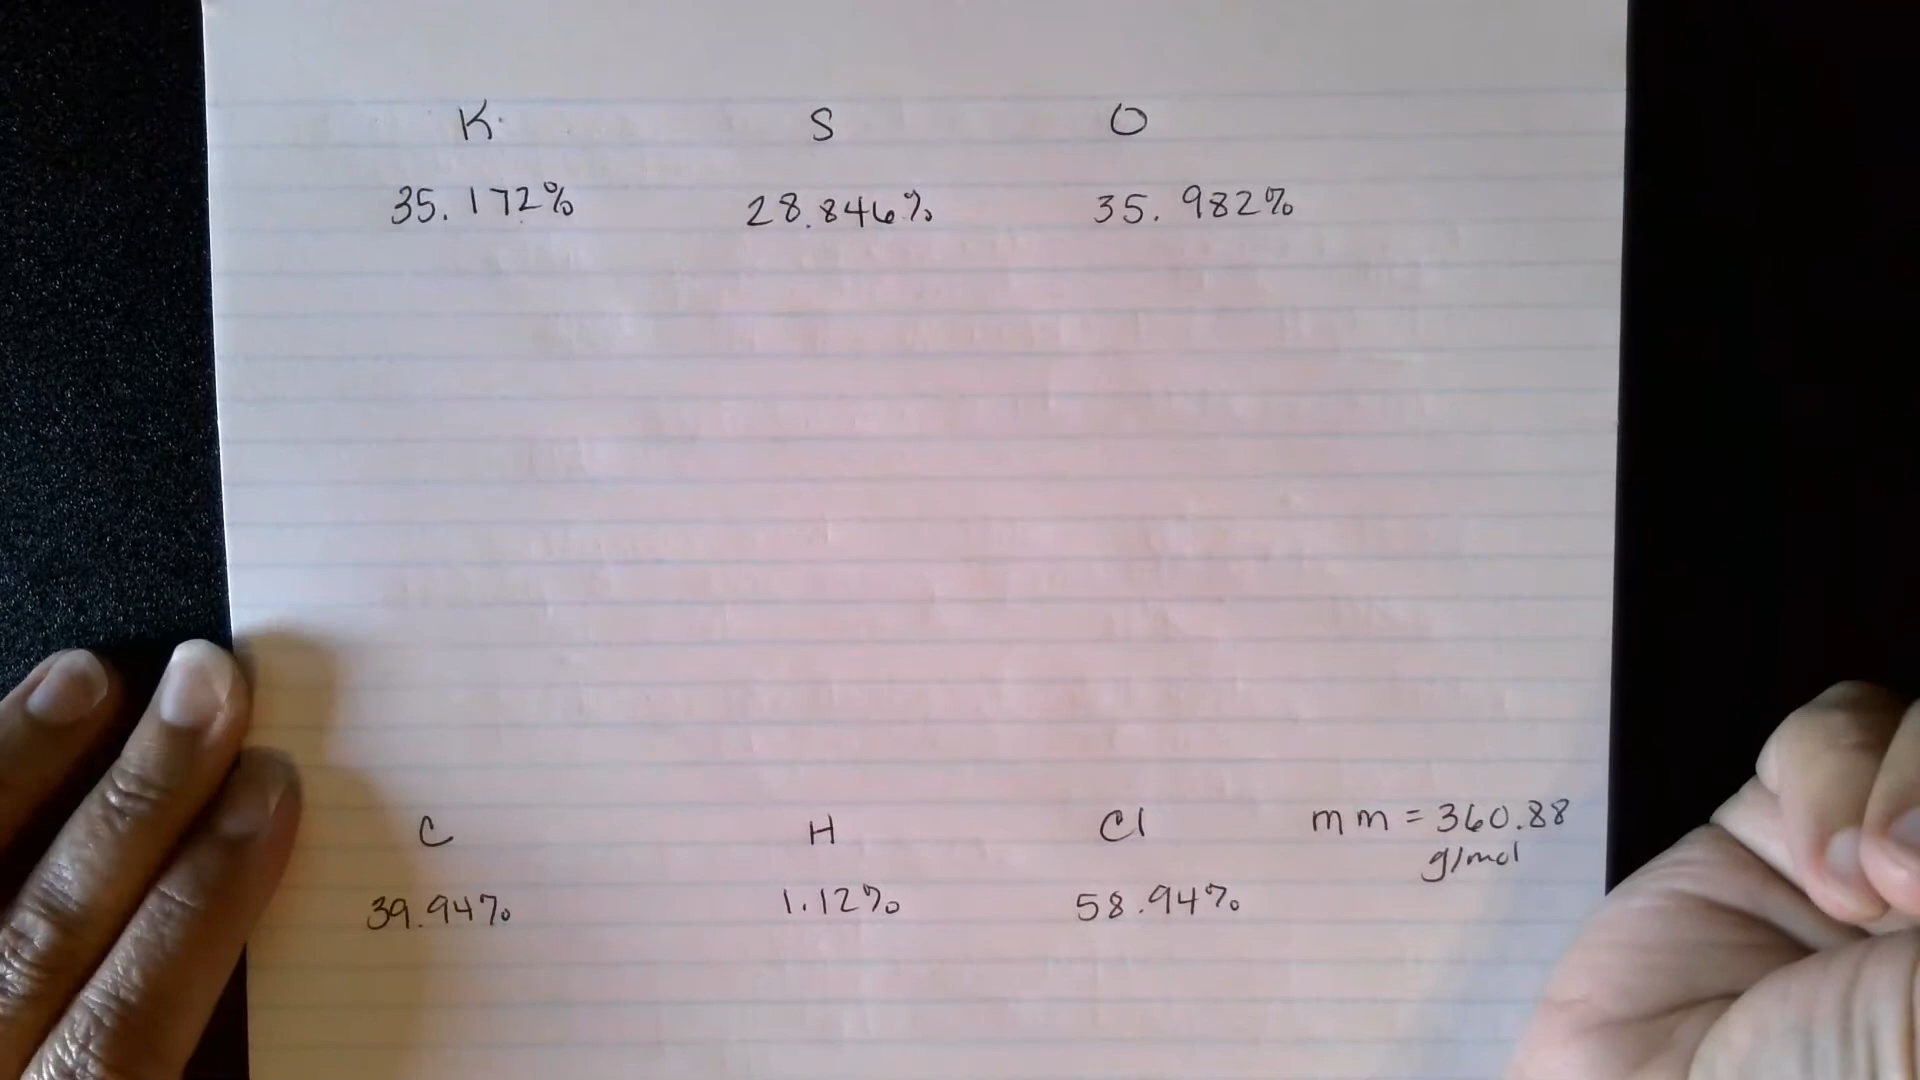 K S O
35.172% 28.846% 35.982%
C H Cl mm = 360.88
g/mol
39.94% 1.12% 58.94%